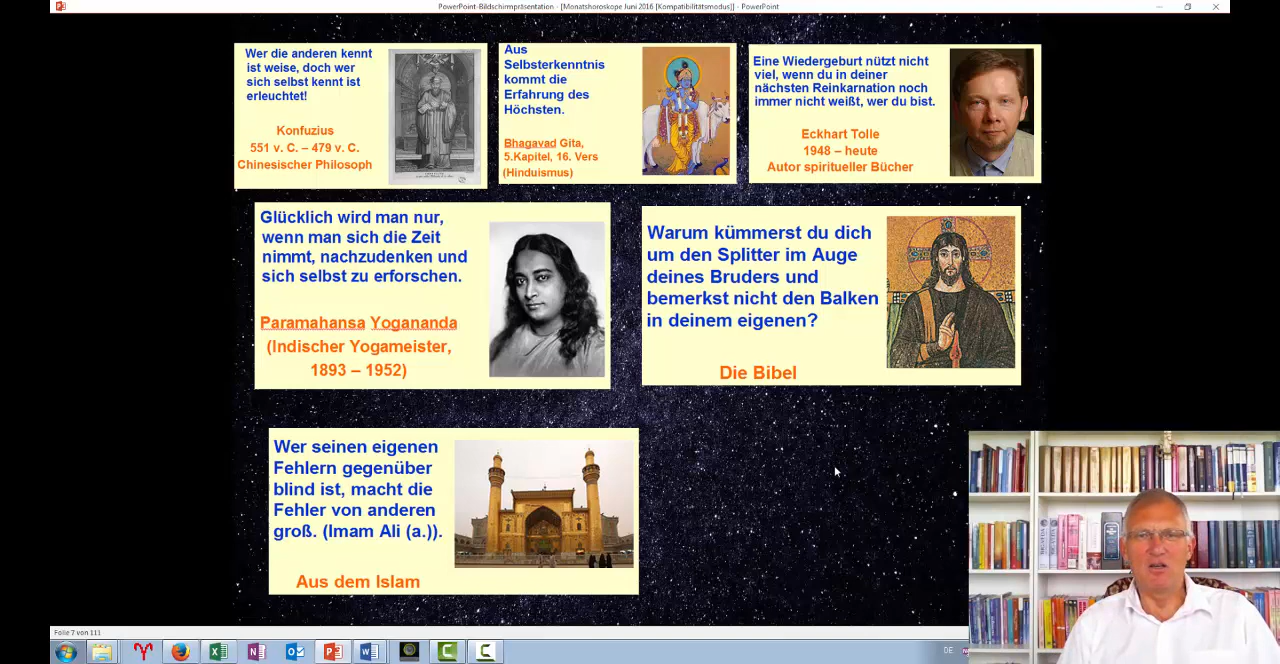 PowerPoint-Bildschirmpräsentation - [Monatshoroskope Juni 2016 [Kompatibilitätsmodus]] - PowerPoint
Wer die anderen kennt
ist weise, doch wer
sich selbst kennt ist
erleuchtet!
Konfuzius
551 v. C. – 479 v. C.
Chinesischer Philosoph
Aus
Selbsterkenntnis
kommt die
Erfahrung des
Höchsten.
Bhagavad Gita,
5.Kapitel, 16. Vers
(Hinduismus)
Eine Wiedergeburt nützt nicht
viel, wenn du in deiner
nächsten Reinkarnation noch
immer nicht weißt, wer du bist.
Eckhart Tolle
1948 – heute
Autor spiritueller Bücher
Glücklich wird man nur,
wenn man sich die Zeit
nimmt, nachzudenken und
sich selbst zu erforschen.
Paramahansa Yogananda
(Indischer Yogameister,
1893 – 1952)
Warum kümmerst du dich
um den Splitter im Auge
deines Bruders und
bemerkst nicht den Balken
in deinem eigenen?
Die Bibel
Wer seinen eigenen
Fehlern gegenüber
blind ist, macht die
Fehler von anderen
groß. (Imam Ali (a.)).
Aus dem Islam
Folie 7 von 111
DE